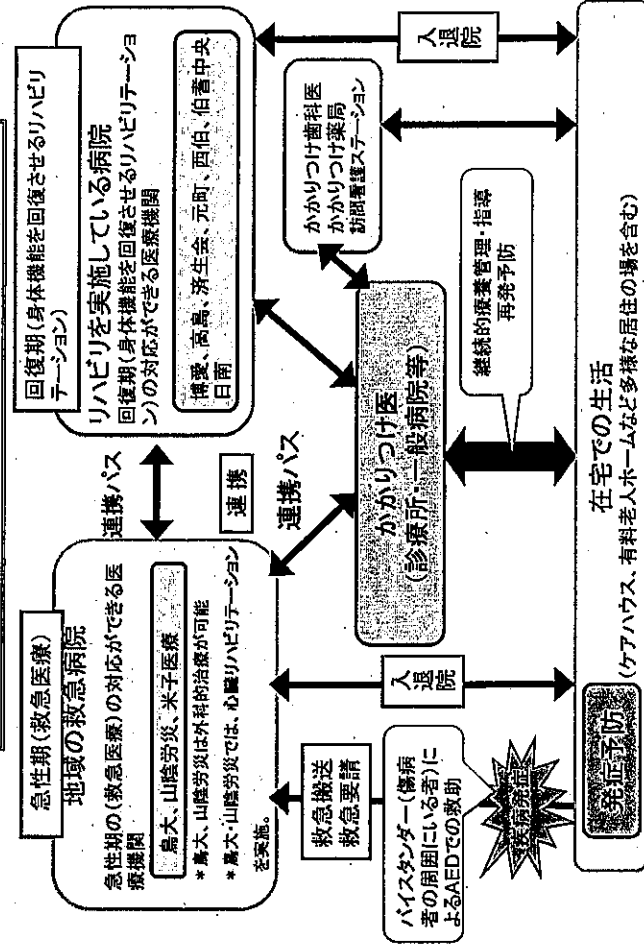 急性期(救急医療)
地域の救急病院
急性期の(救急医療)の対応ができる医
療機関
鳥大、山陰労災、米子医療
*鳥大、山陰労災は外科的治療が可能
*鳥大・山陰労災では、心臓リハビリテーション
を実施。
連携パス
連携
連携パス
回復期(身体機能を回復させるリハビリ
テーション)
リハビリを実施している病院
回復期(身体機能を回復させるリハビリテーショ
ン)の対応ができる医療機関
博愛、高島、済生会、元町、西伯、伯耆中央
日南
かかりつけ歯科医
かかりつけ薬局
訪問看護ステーション
かかりつけ医
(診療所・一般病院等)
救急搬送
救急要請
入
退
院
入
退
院
継続的療養管理・指導
再発予防
バイスタンダー(傷病
者の周囲にいる者)に
よるAEDでの救助
疾病発症
発症予防
在宅での生活
(ケアハウス、有料老人ホームなど多様な居住の場を含む)